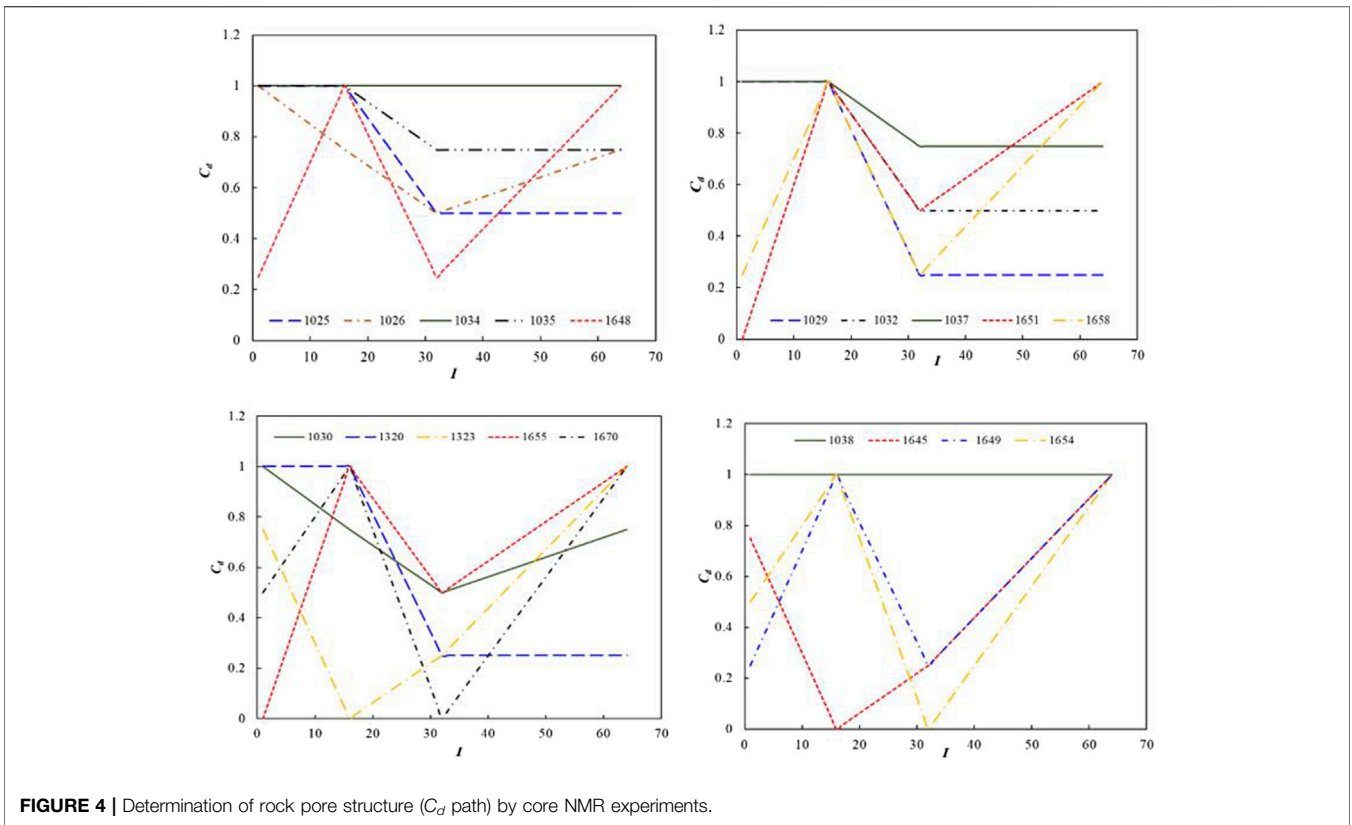 1.2
1
0.8
0.6
0.4
0.2
0
C_d
1025 1026 1034 1035 1648
0 10 20 30 40 50 60 70
I
1.2
1
0.8
0.6
0.4
0.2
0
C_d
1029 1032 1037 1651 1658
0 10 20 30 40 50 60 70
I
1.2
1
0.8
0.6
0.4
0.2
0
C_d
1030 1320 1323 1655 1670
0 10 20 30 40 50 60 70
I
1.2
1
0.8
0.6
0.4
0.2
0
C_d
1038 1645 1649 1654
0 10 20 30 40 50 60 70
I
FIGURE 4 | Determination of rock pore structure (C_d path) by core NMR experiments.